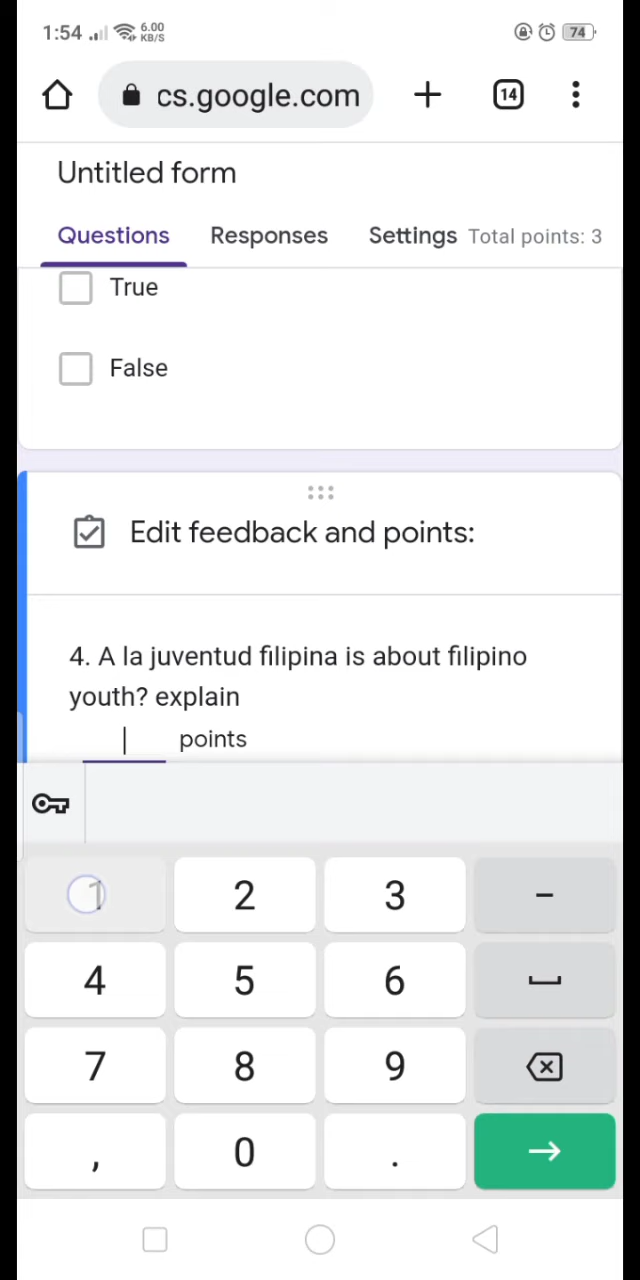 1:54 6.00 KB/S 74
cs.google.com + 14
Untitled form
Questions Responses Settings Total points: 3
True
False
Edit feedback and points:
4. A la juventud filipina is about filipino
youth? explain
points
1 2 3 -
4 5 6
7 8 9
, 0 .